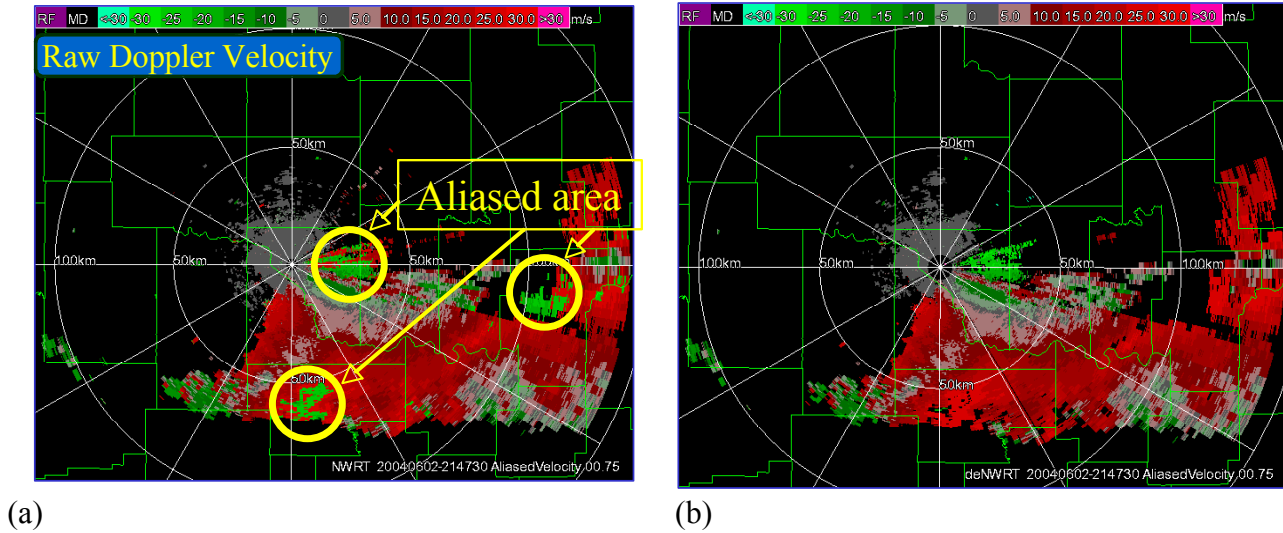 RF MD <-30 -30 -25 -20 -15 -10 -5 0 5.0 10.0 15.0 20.0 25.0 30.0 >30 m/s
Raw Doppler Velocity
50km
Aliased area
100km 50km 50km 100km
50km
NWRT 20040602-214730 AliasedVelocity 00.75
(a)
RF MD <-30 -30 -25 -20 -15 -10 -5 0 5.0 10.0 15.0 20.0 25.0 30.0 >30 m/s
50km
100km 50km 50km 100km
50km
deNWRT 20040602-214730 AliasedVelocity 00.75
(b)